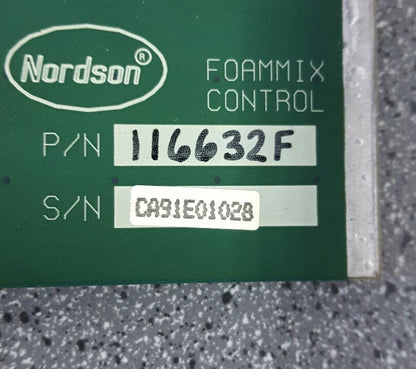 Nordson®
FOAMMIX
CONTROL
P/N 116632F
S/N CA91E01028